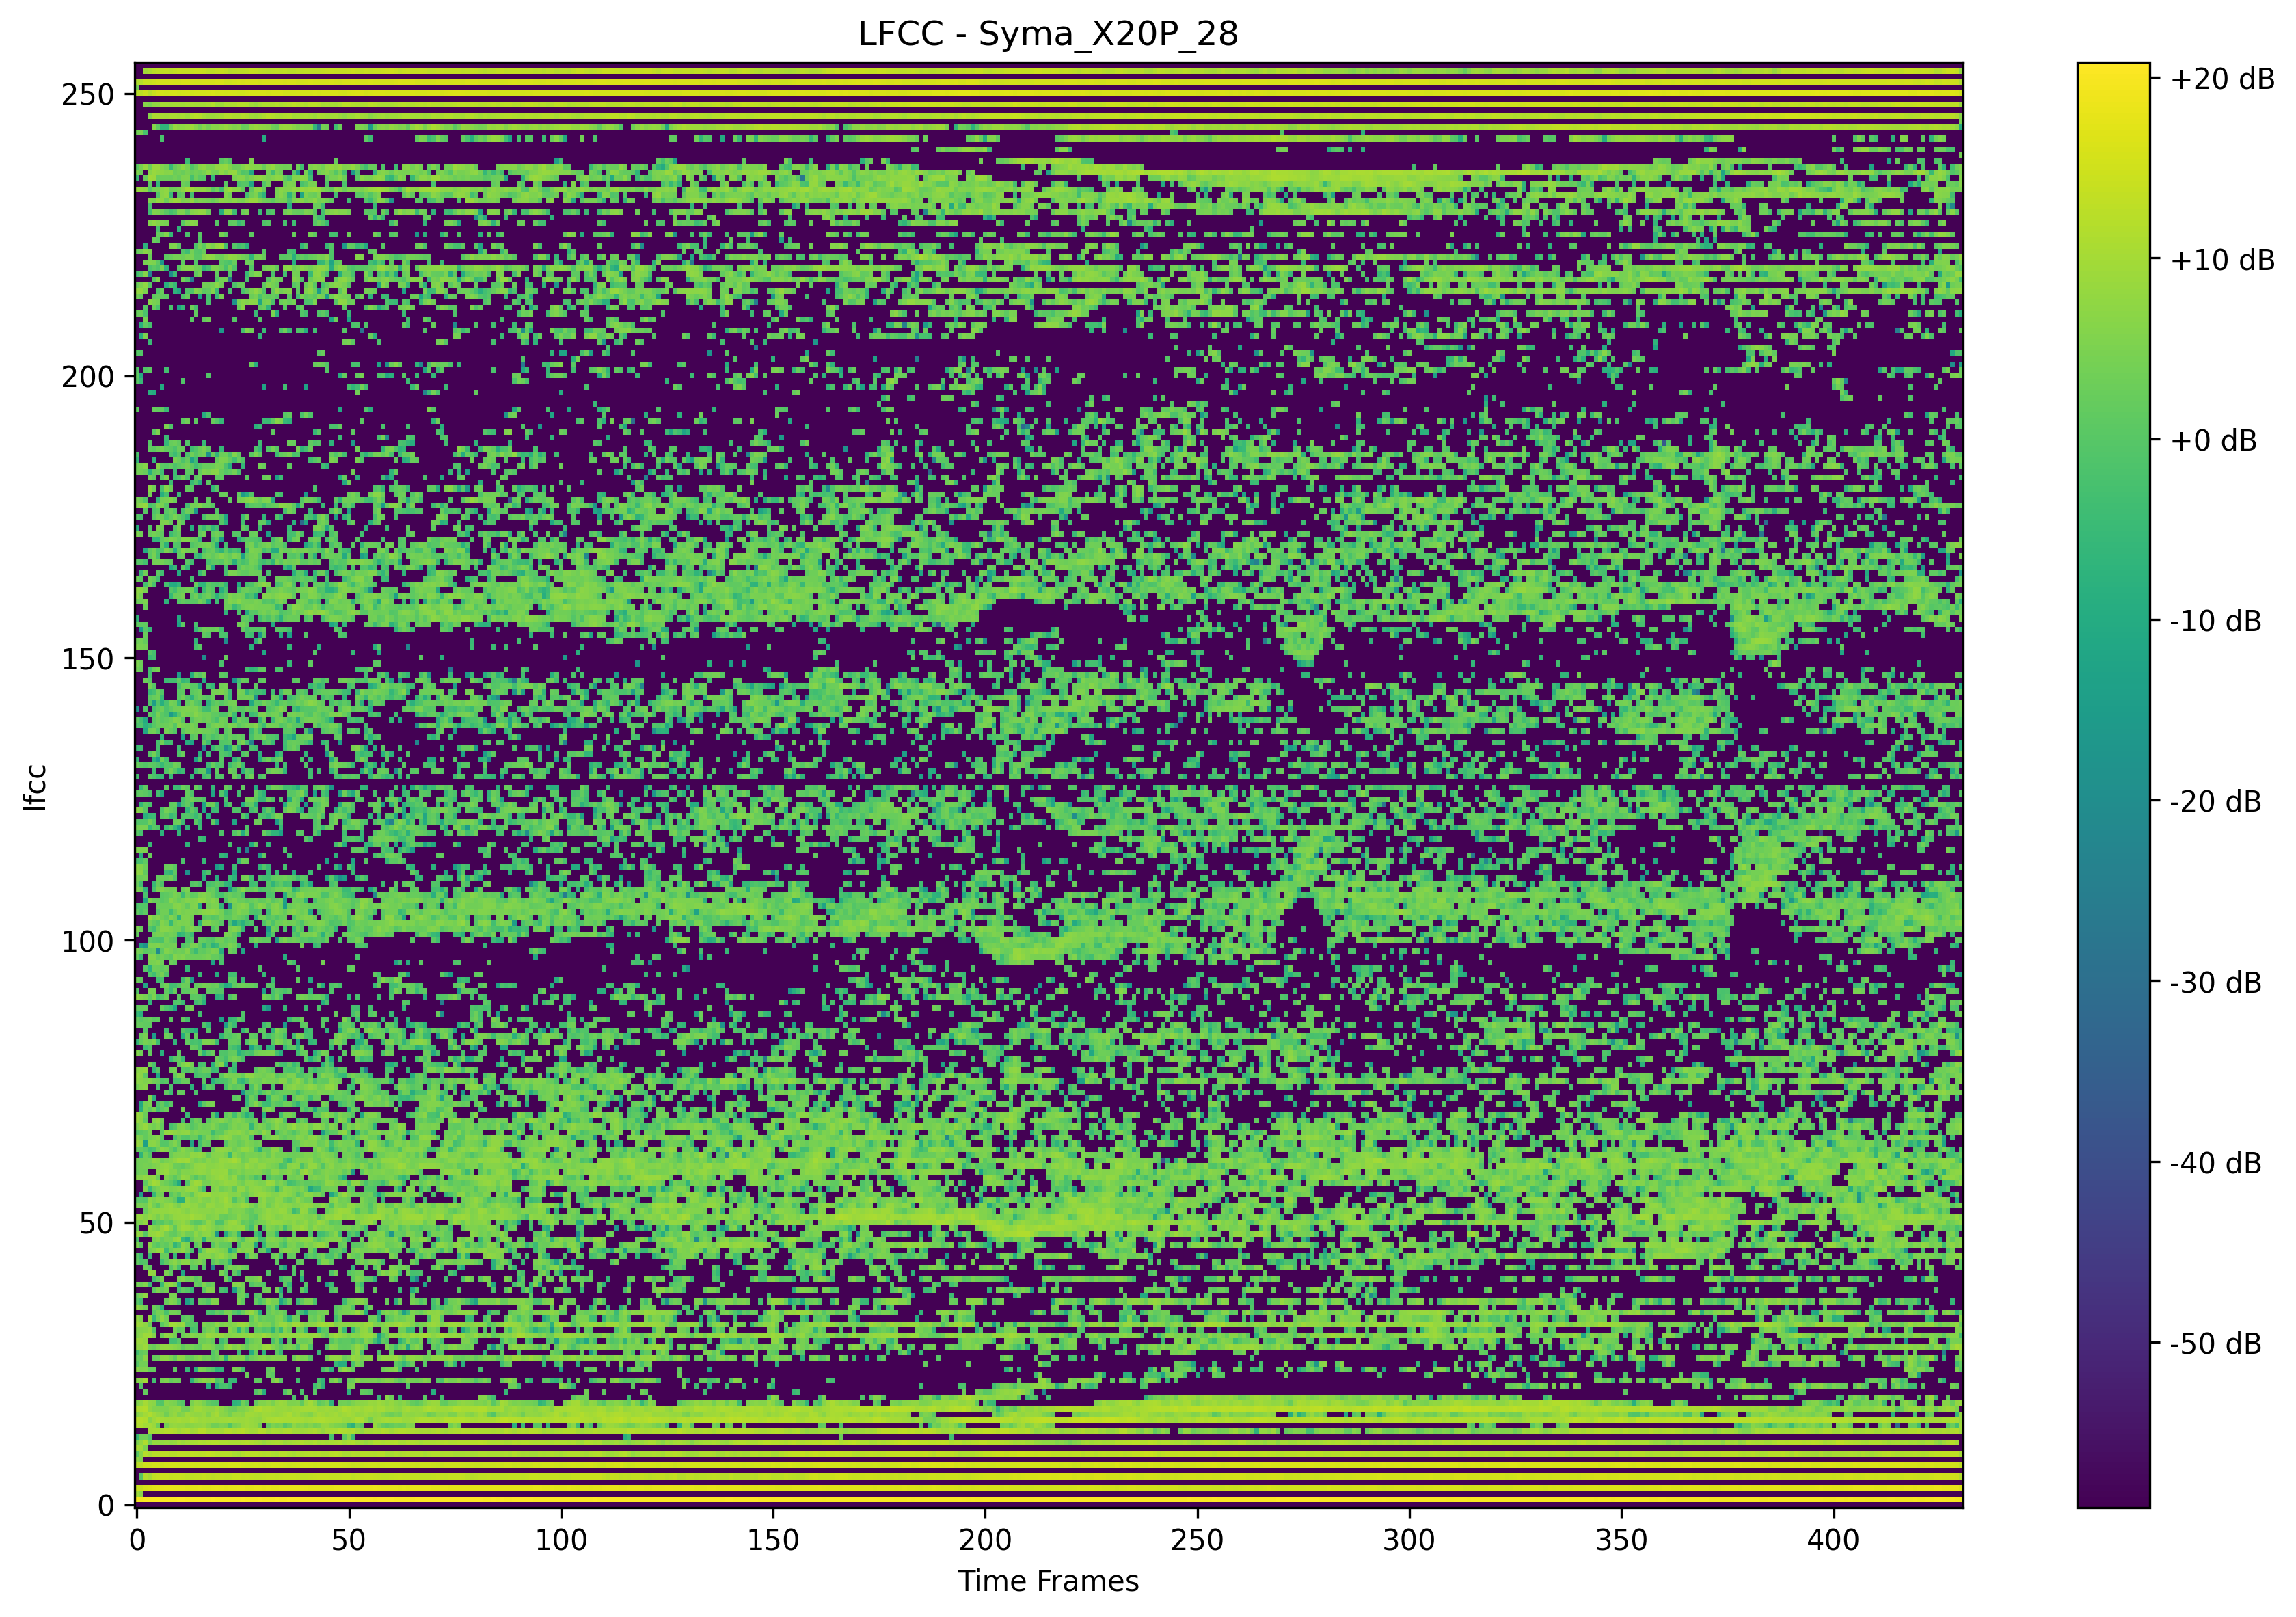 LFCC - Syma_X20P_28
250
200
150
100
50
0
lfcc
0 50 100 150 200 250 300 350 400
Time Frames
+20 dB
+10 dB
+0 dB
-10 dB
-20 dB
-30 dB
-40 dB
-50 dB